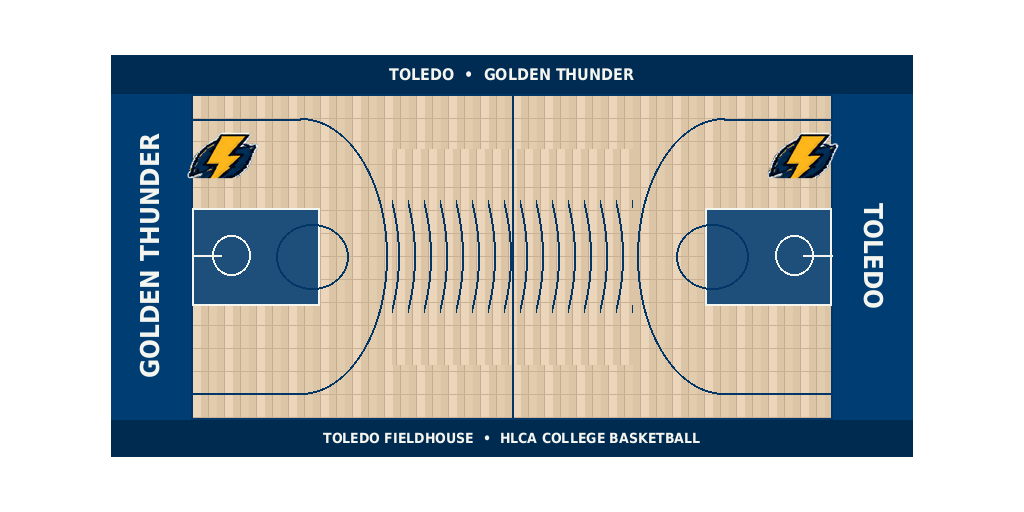 TOLEDO • GOLDEN THUNDER
GOLDEN THUNDER
TOLEDO
TOLEDO FIELDHOUSE • HLCA COLLEGE BASKETBALL